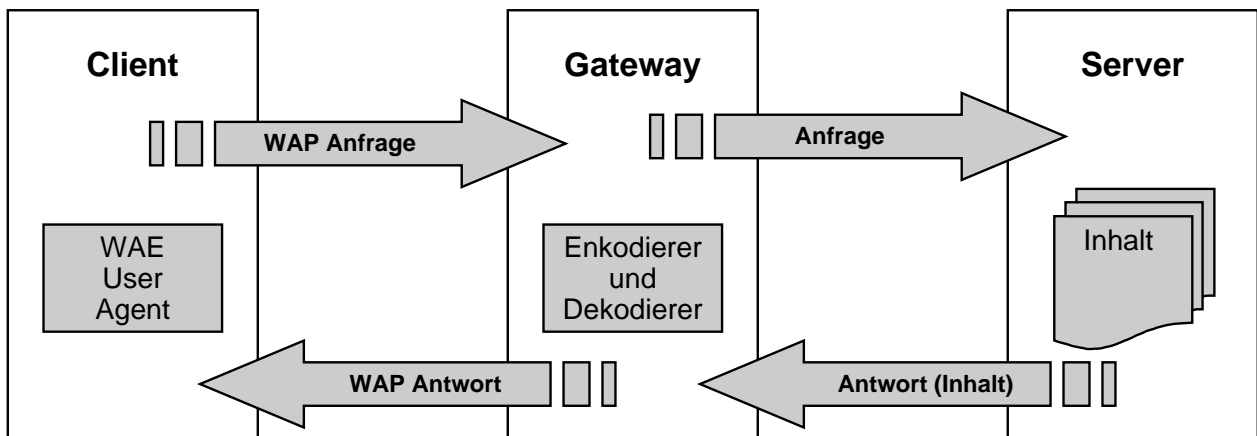 Client
Gateway
Server
WAP Anfrage
Anfrage
WAE
User
Agent
Enkodierer
und
Dekodierer
Inhalt
WAP Antwort
Antwort (Inhalt)